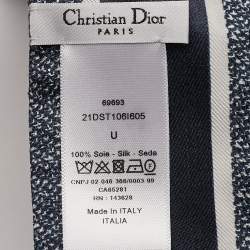 Christian Dior
PARIS
69693
21DST106I605
U
100% Soie - Silk - Seda
CNPJ 02 046 366/0003 99
CA65281
RN : 143628
Made In ITALY
ITALIA